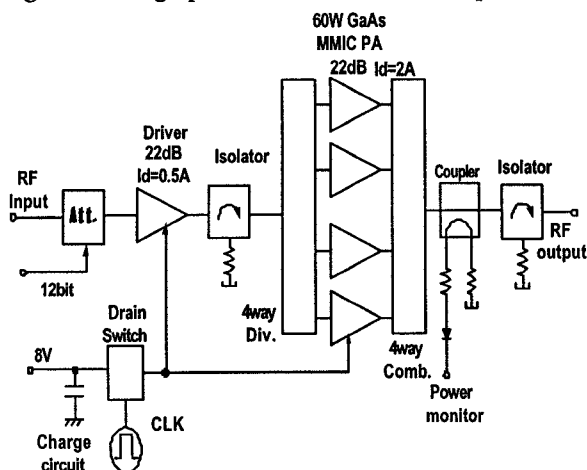 60W GaAs
MMIC PA
22dB Id=2A
Driver
22dB
Id=0.5A
Isolator
Coupler
Isolator
RF
Input
Att.
RF
output
12bit
Drain
Switch
4way
Div.
4way
Comb.
8V
Power
monitor
CLK
Charge
circuit